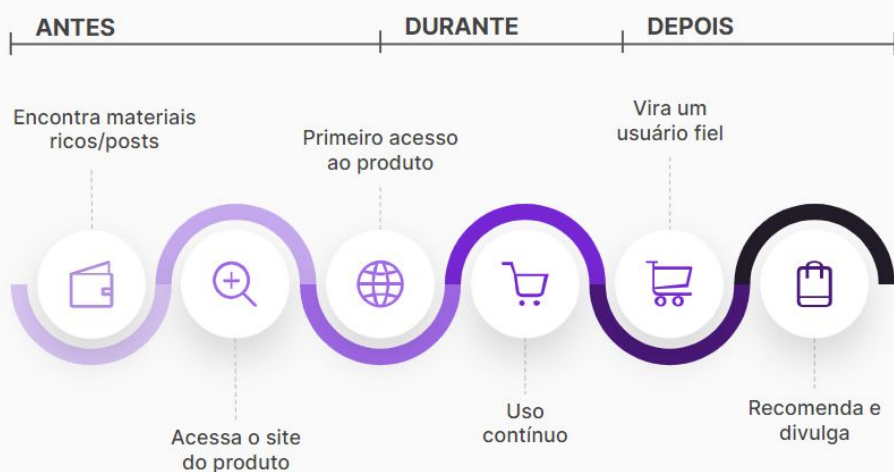 ANTES
DURANTE
DEPOIS
Encontra materiais
ricos/posts
Primeiro acesso
ao produto
Vira um
usuário fiel
Acessa o site
do produto
Uso
contínuo
Recomenda e
divulga